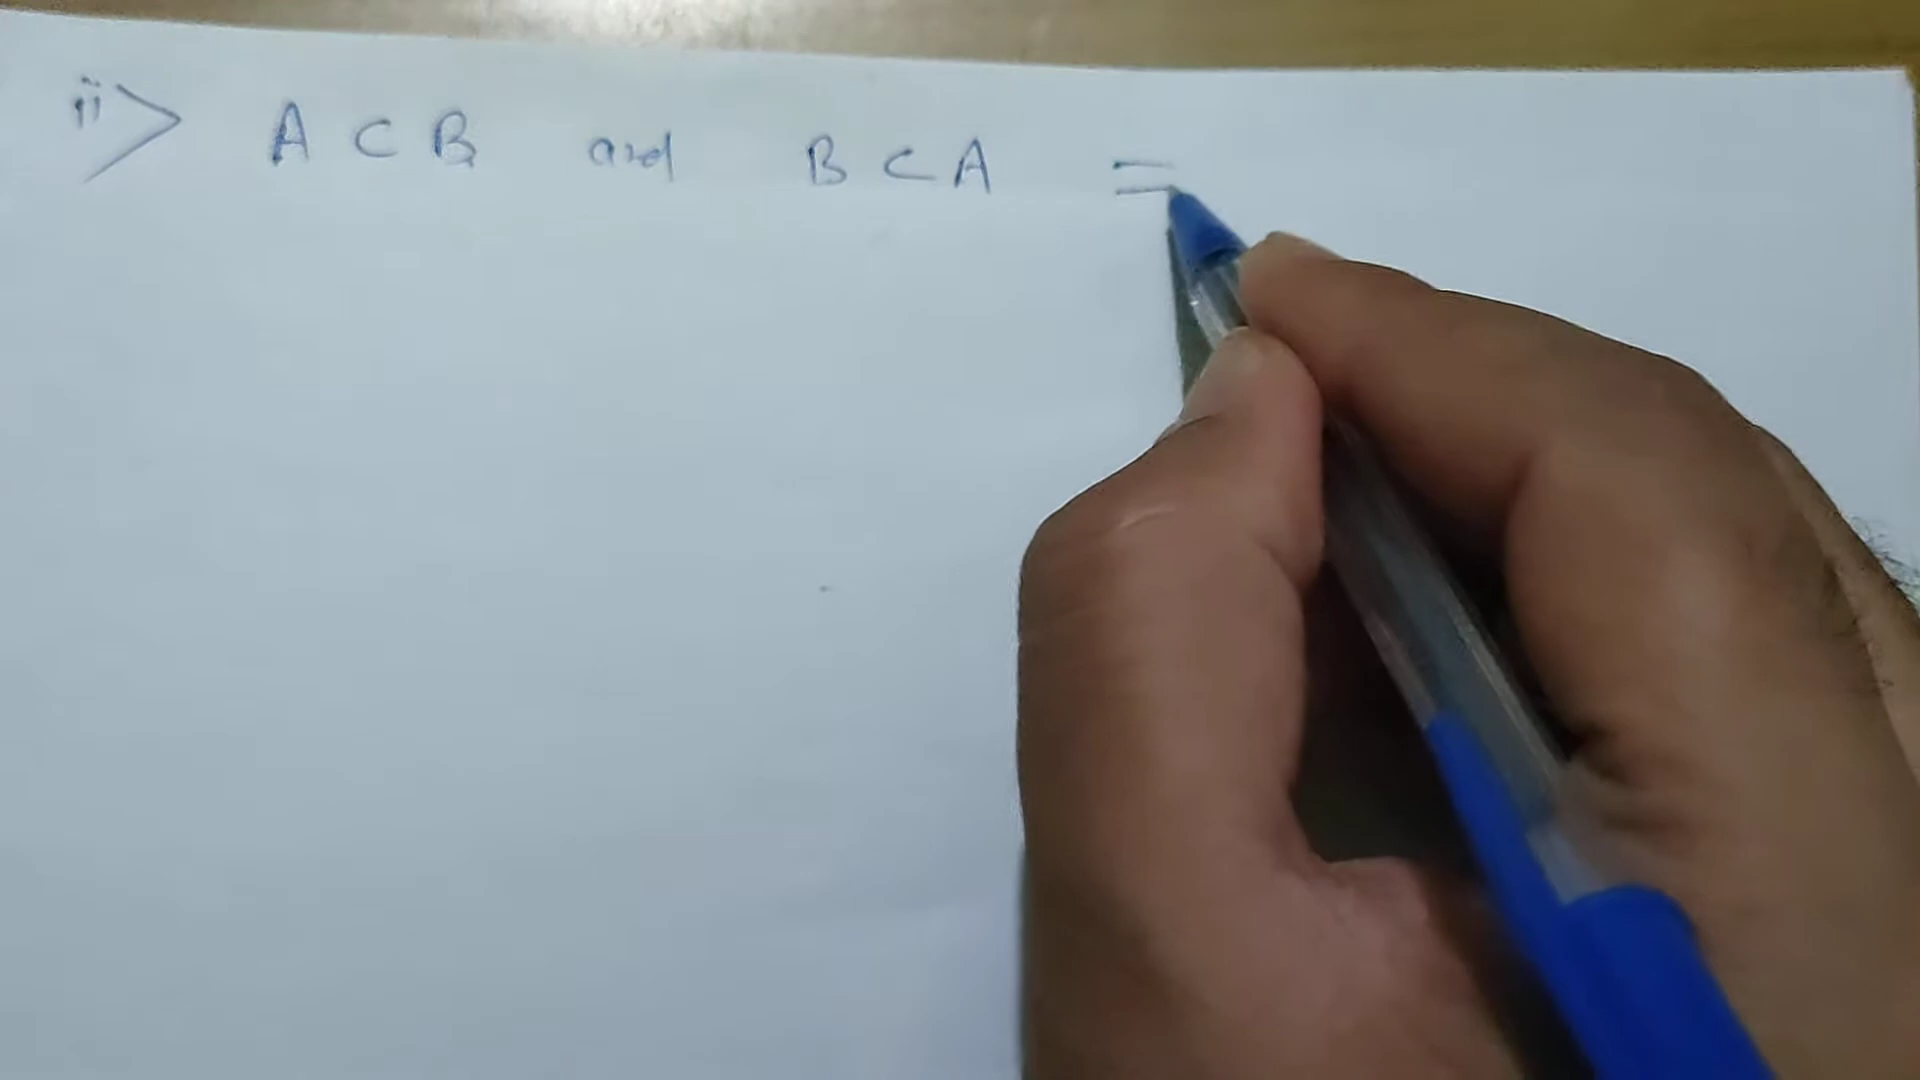 ii> A ⊂ B and B ⊂ A =